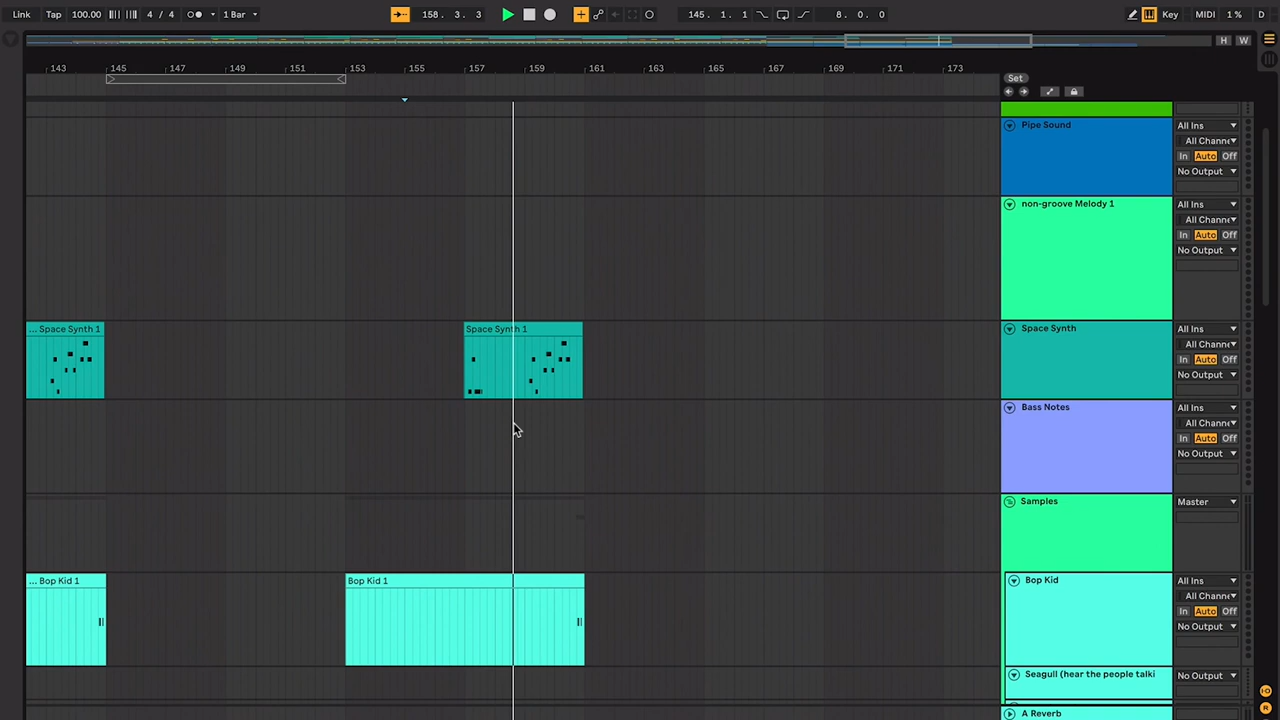 Link Tap 100.00 4 / 4 1 Bar 158. 3. 3 145. 1. 1 8. 0. 0 Key MIDI 1 % D
H W
143 145 147 149 151 153 155 157 159 161 163 165 167 169 171 173
Set
Pipe Sound All Ins
All Channe
In Auto Off
No Output
non-groove Melody 1 All Ins
All Channe
In Auto Off
No Output
... Space Synth 1 Space Synth 1 Space Synth All Ins
All Channe
In Auto Off
No Output
Bass Notes All Ins
All Channe
In Auto Off
No Output
Samples Master
... Bop Kid 1 Bop Kid 1 Bop Kid All Ins
All Channe
In Auto Off
No Output
Seagull (hear the people talki No Output
A Reverb